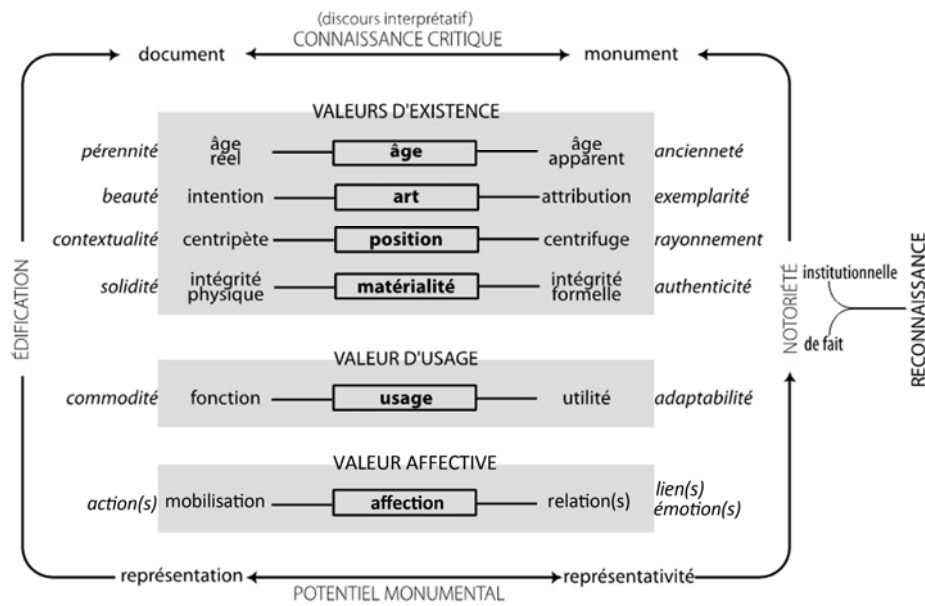 (discours interprétatif)
CONNAISSANCE CRITIQUE
document
monument
VALEURS D'EXISTENCE
pérennité
âge
réel
âge
âge
apparent
ancienneté
beauté
intention
art
attribution
exemplarité
contextualité
centripète
position
centrifuge
rayonnement
solidité
intégrité
physique
matérialité
intégrité
formelle
authenticité
ÉDIFICATION
NOTORIÉTÉ
institutionnelle
de fait
RECONNAISSANCE
VALEUR D'USAGE
commodité
fonction
usage
utilité
adaptabilité
VALEUR AFFECTIVE
action(s)
mobilisation
affection
relation(s)
lien(s)
émotion(s)
représentation
représentativité
POTENTIEL MONUMENTAL